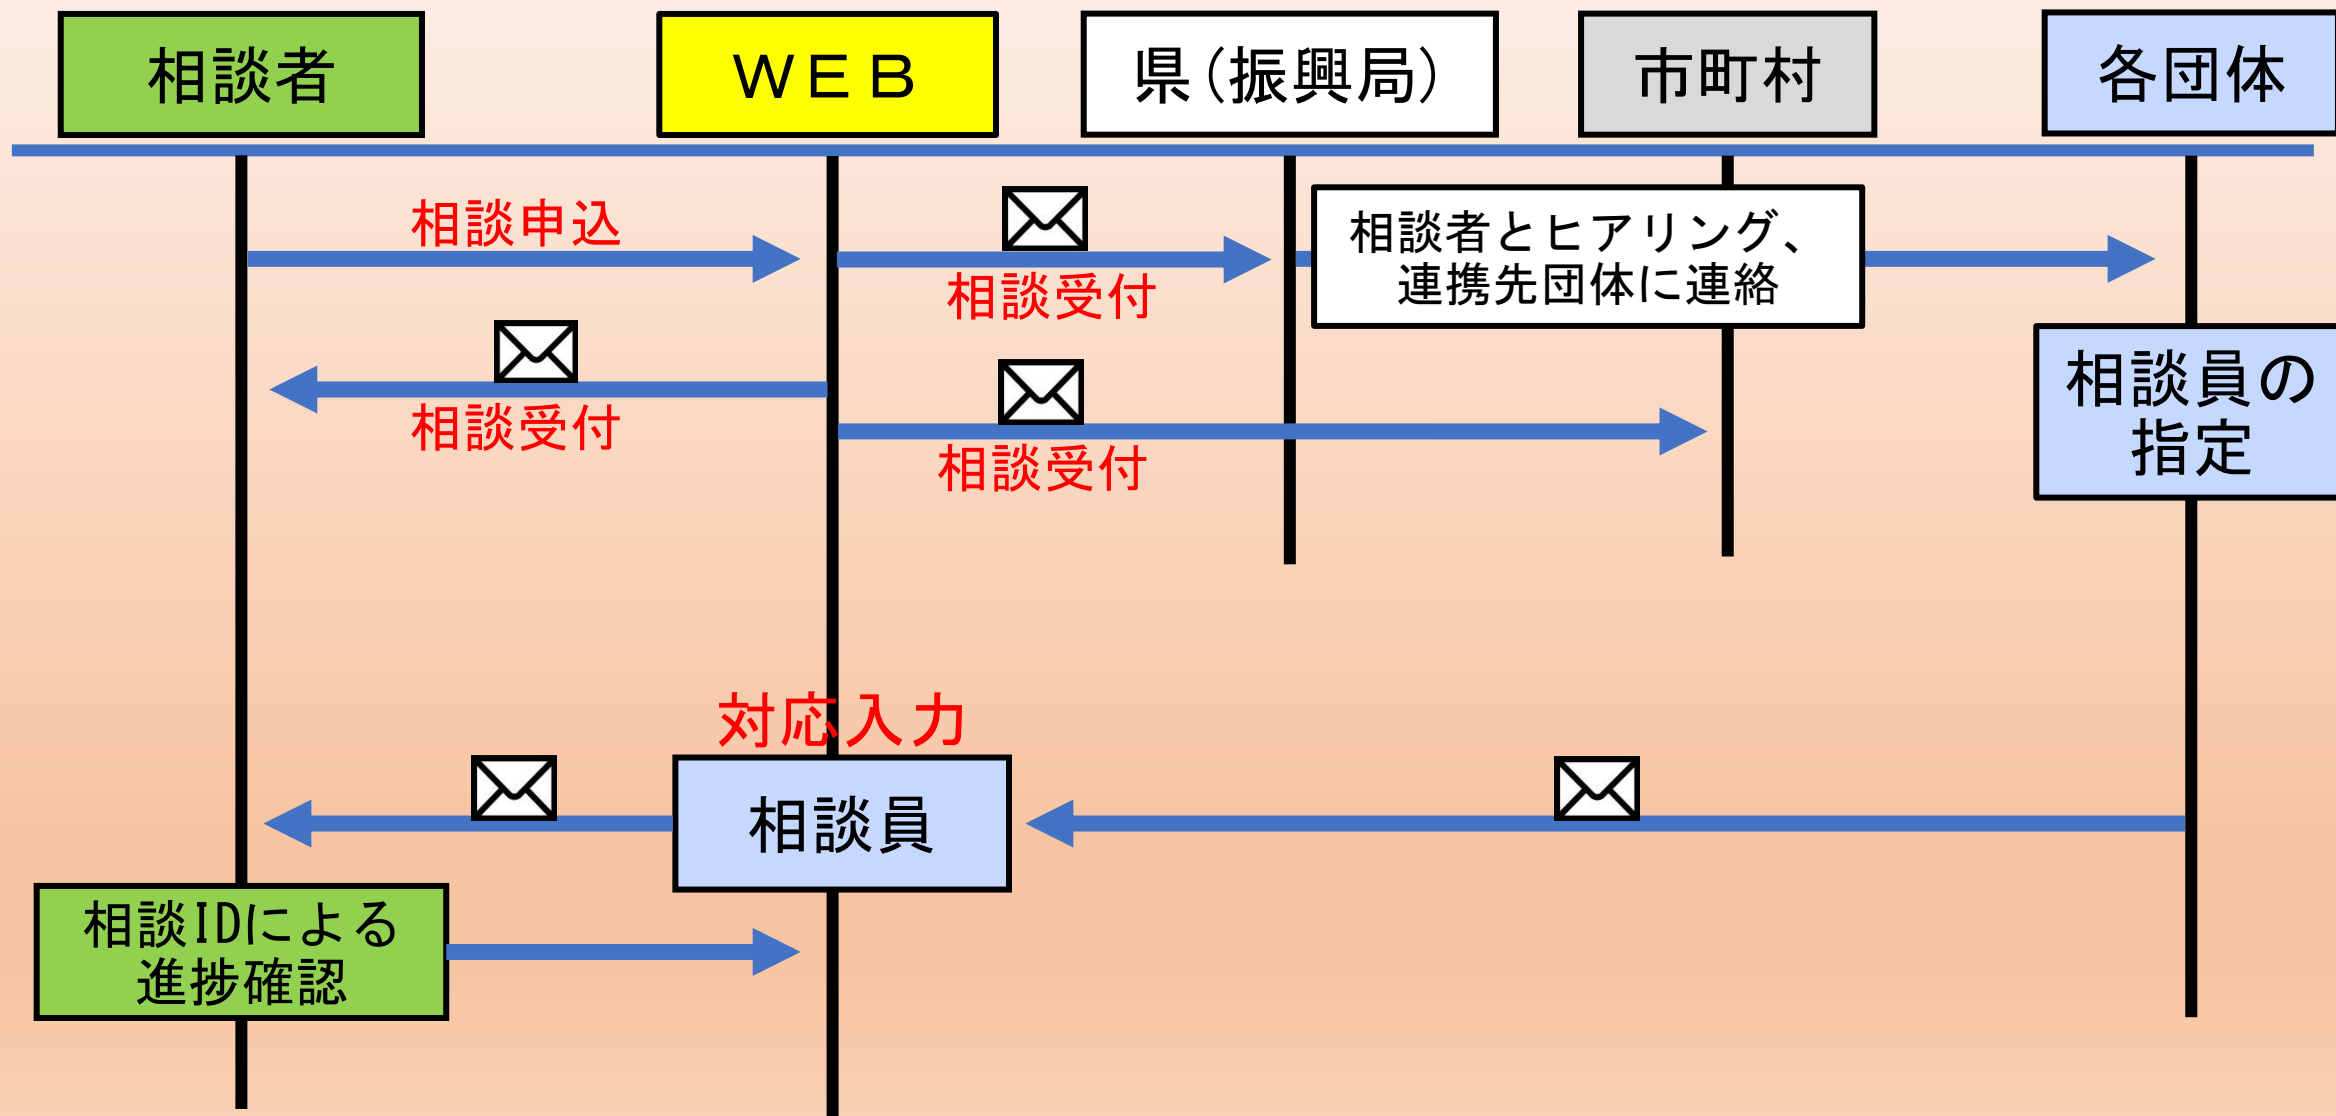 相談者
ＷＥＢ
県（振興局）
市町村
各団体
相談申込
相談受付
相談者とヒアリング、
連携先団体に連絡
相談受付
相談受付
相談員の
指定
対応入力
相談員
相談IDによる
進捗確認